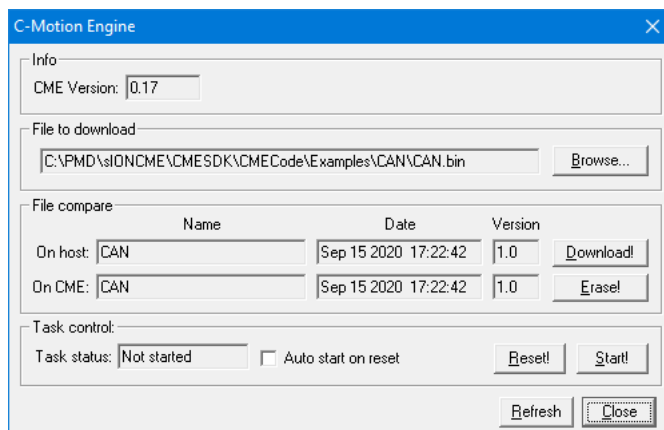 C-Motion Engine
Info
CME Version: 0.17
File to download
C:\PMD\sIONCME\CMESDK\CMECode\Examples\CAN\CAN.bin Browse...
File compare
Name Date Version
On host: CAN Sep 15 2020 17:22:42 1.0 Download!
On CME: CAN Sep 15 2020 17:22:42 1.0 Erase!
Task control:
Task status: Not started Auto start on reset Reset! Start!
Refresh Close